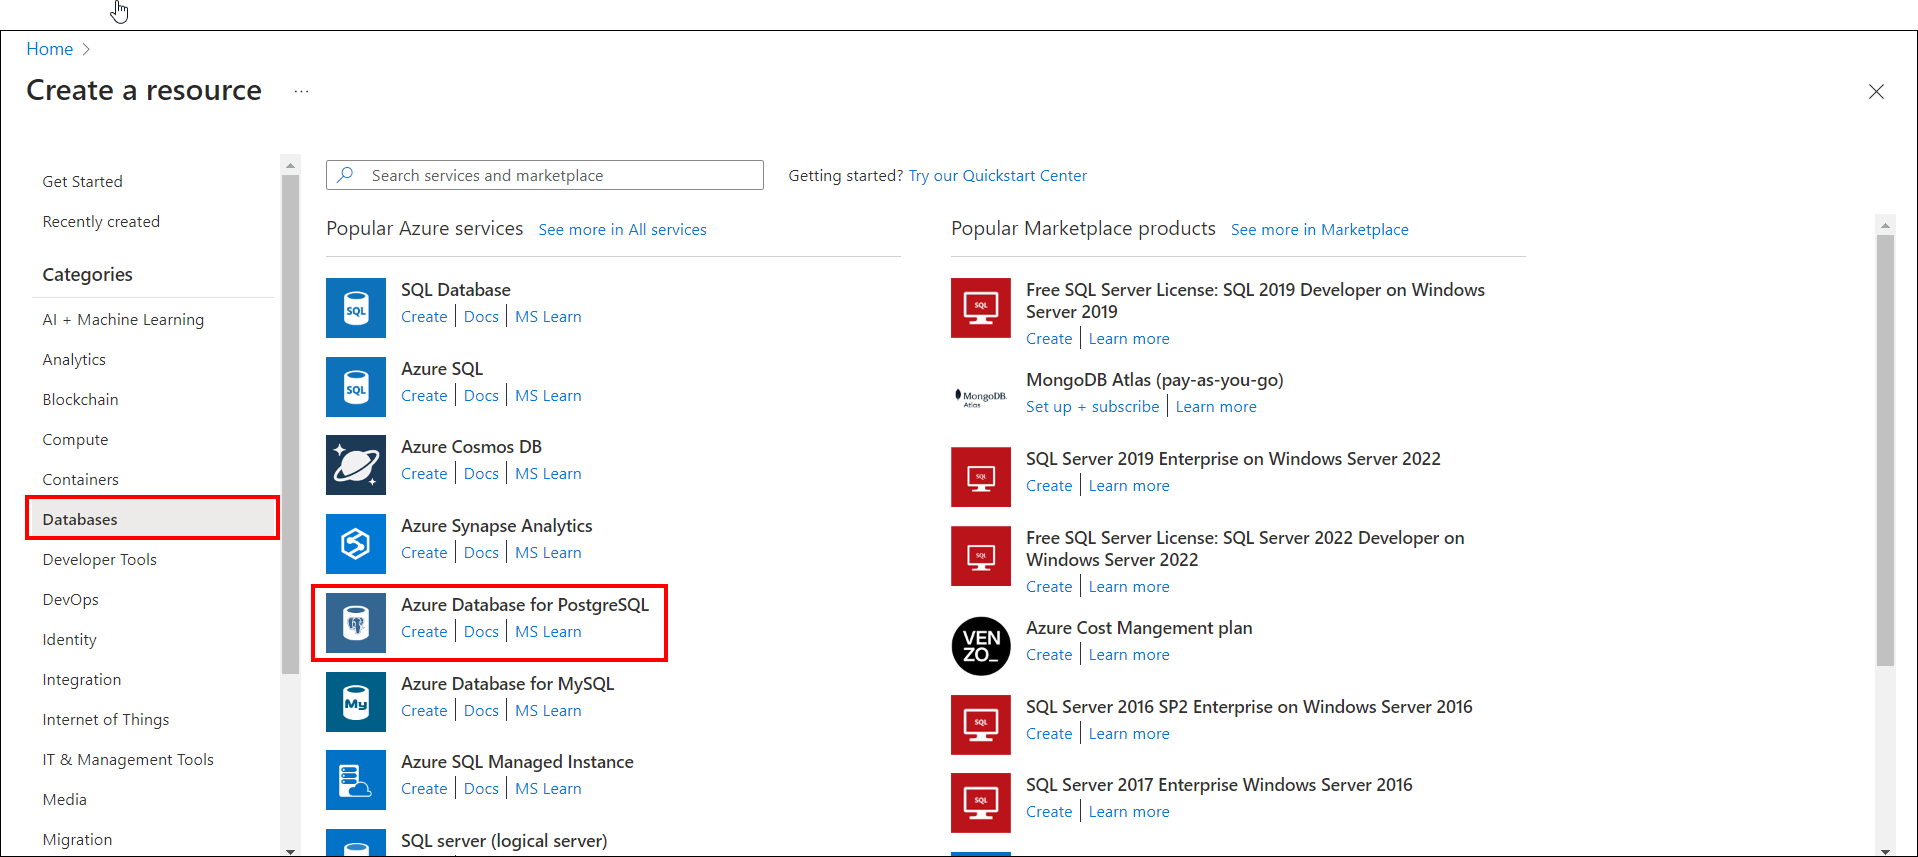 Home
Create a resource
...
Get Started
Recently created
Categories
AI + Machine Learning
Analytics
Blockchain
Compute
Containers
Databases
Developer Tools
DevOps
Identity
Integration
Internet of Things
IT & Management Tools
Media
Migration
Search services and marketplace
Getting started? Try our Quickstart Center
Popular Azure services See more in All services
SQL
SQL Database
Create Docs MS Learn
SQL
Azure SQL
Create Docs MS Learn
Azure Cosmos DB
Create Docs MS Learn
Azure Synapse Analytics
Create Docs MS Learn
Azure Database for PostgreSQL
Create Docs MS Learn
My
Azure Database for MySQL
Create Docs MS Learn
Azure SQL Managed Instance
Create Docs MS Learn
SQL server (logical server)
Popular Marketplace products See more in Marketplace
SQL
Free SQL Server License: SQL 2019 Developer on Windows
Server 2019
Create Learn more
MongoDB.
Atlas
MongoDB Atlas (pay-as-you-go)
Set up + subscribe Learn more
SQL
SQL Server 2019 Enterprise on Windows Server 2022
Create Learn more
SQL
Free SQL Server License: SQL Server 2022 Developer on
Windows Server 2022
Create Learn more
VEN
ZO_
Azure Cost Mangement plan
Create Learn more
SQL
SQL Server 2016 SP2 Enterprise on Windows Server 2016
Create Learn more
SQL
SQL Server 2017 Enterprise Windows Server 2016
Create Learn more